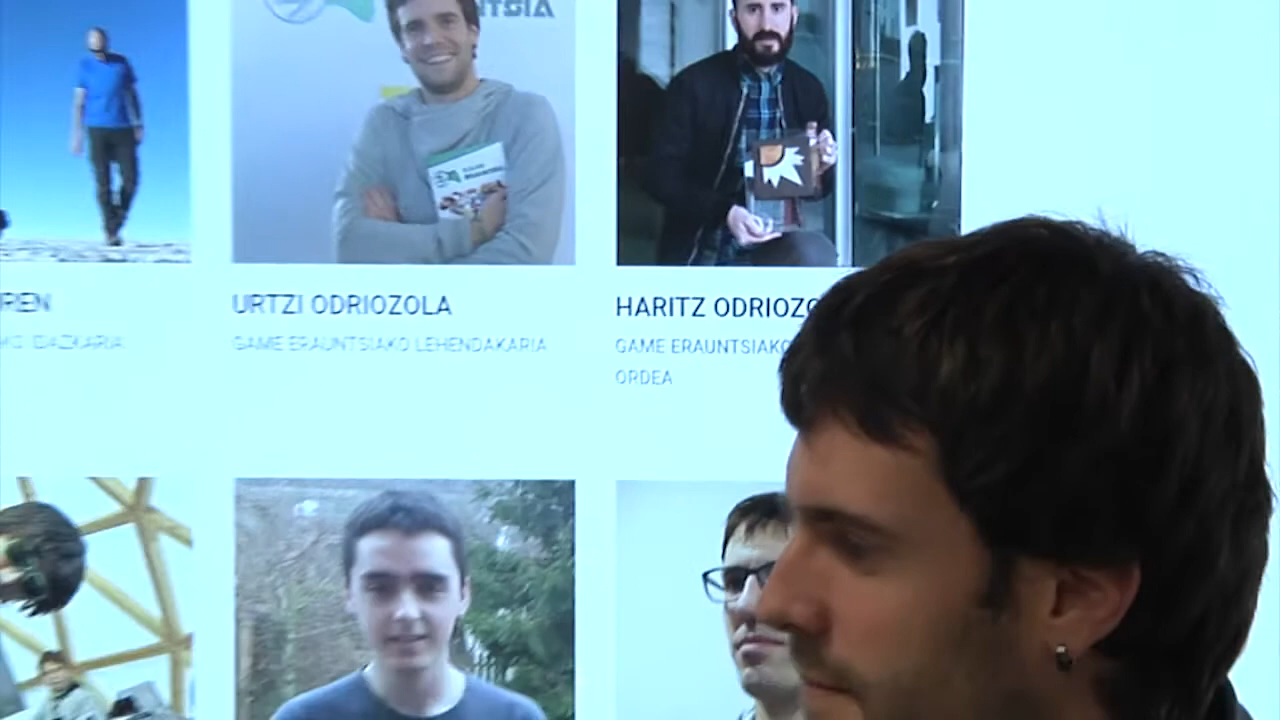 URTZI ODRIOZOLA
HARITZ ODRIOZO
GAME ERAUNTSIAKO LEHENDAKARIA
GAME ERAUNTSIAKO
ORDEA